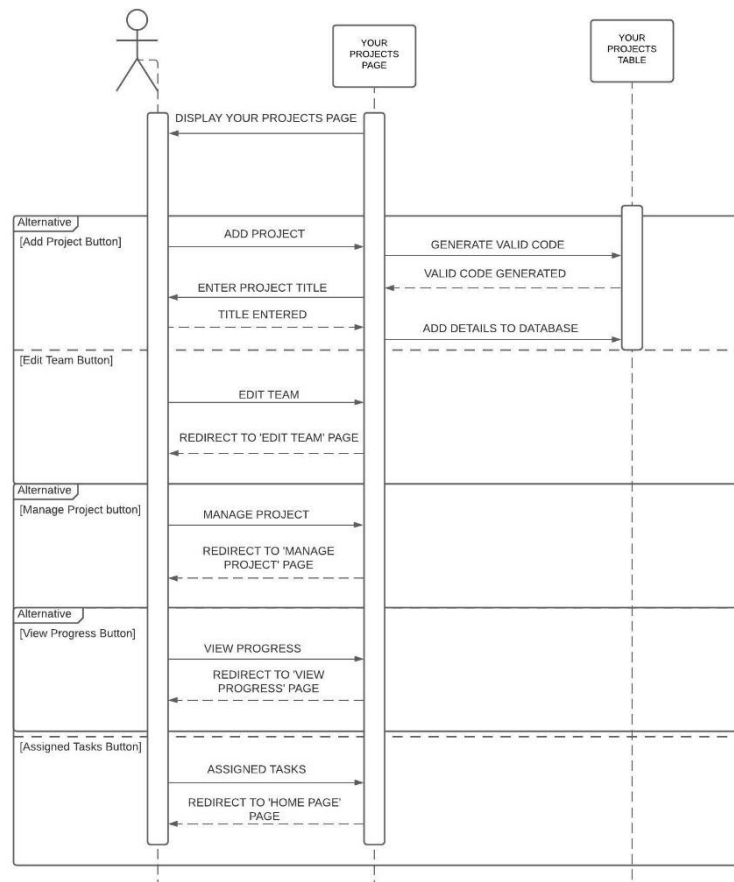 YOUR
PROJECTS
PAGE
YOUR
PROJECTS
TABLE
DISPLAY YOUR PROJECTS PAGE
Alternative
[Add Project Button]
ADD PROJECT
GENERATE VALID CODE
VALID CODE GENERATED
ENTER PROJECT TITLE
TITLE ENTERED
ADD DETAILS TO DATABASE
[Edit Team Button]
EDIT TEAM
REDIRECT TO 'EDIT TEAM' PAGE
Alternative
[Manage Project button]
MANAGE PROJECT
REDIRECT TO 'MANAGE
PROJECT' PAGE
Alternative
[View Progress Button]
VIEW PROGRESS
REDIRECT TO 'VIEW
PROGRESS' PAGE
[Assigned Tasks Button]
ASSIGNED TASKS
REDIRECT TO 'HOME PAGE'
PAGE